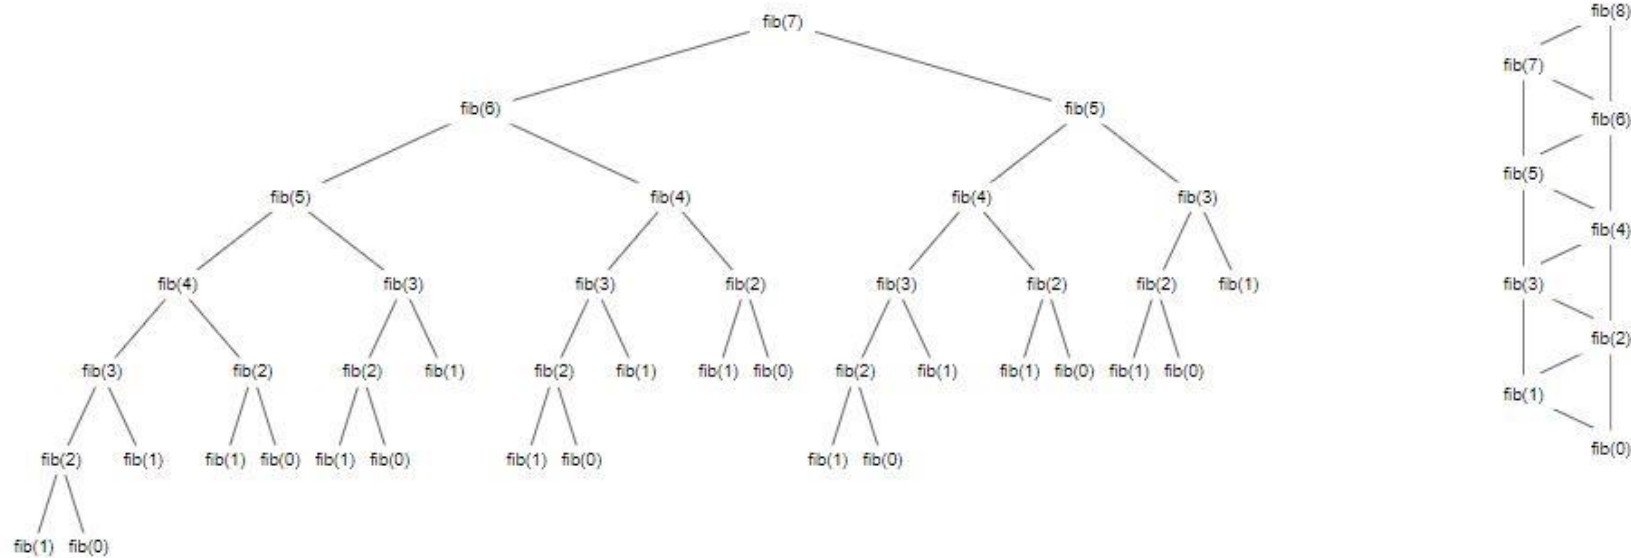 fib(7)
fib(6) fib(5)
fib(5) fib(4) fib(4) fib(3)
fib(4) fib(3) fib(3) fib(2) fib(3) fib(2) fib(2) fib(1)
fib(3) fib(2) fib(2) fib(1) fib(2) fib(1) fib(1) fib(0) fib(2) fib(1) fib(1) fib(0) fib(1) fib(0)
fib(2) fib(1) fib(1) fib(0) fib(1) fib(0) fib(1) fib(0) fib(1) fib(0)
fib(1) fib(0)
fib(8)
fib(7)
fib(6)
fib(5)
fib(4)
fib(3)
fib(2)
fib(1)
fib(0)